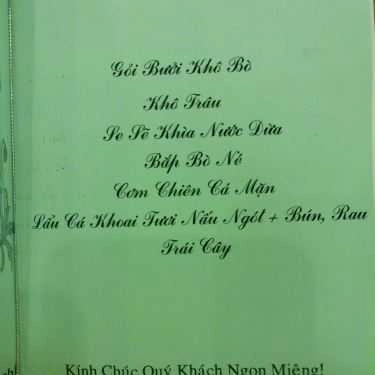 Gỏi Bưởi Khô Bò
Khô Trâu
Se Sẽ Khìa Nước Dừa
Bắp Bò Né
Cơm Chiên Cá Mặn
Lẩu Cá Khoai Tươi Nấu Ngót + Bún, Rau
Trái Cây
Kính Chúc Quý Khách Ngon Miệng!